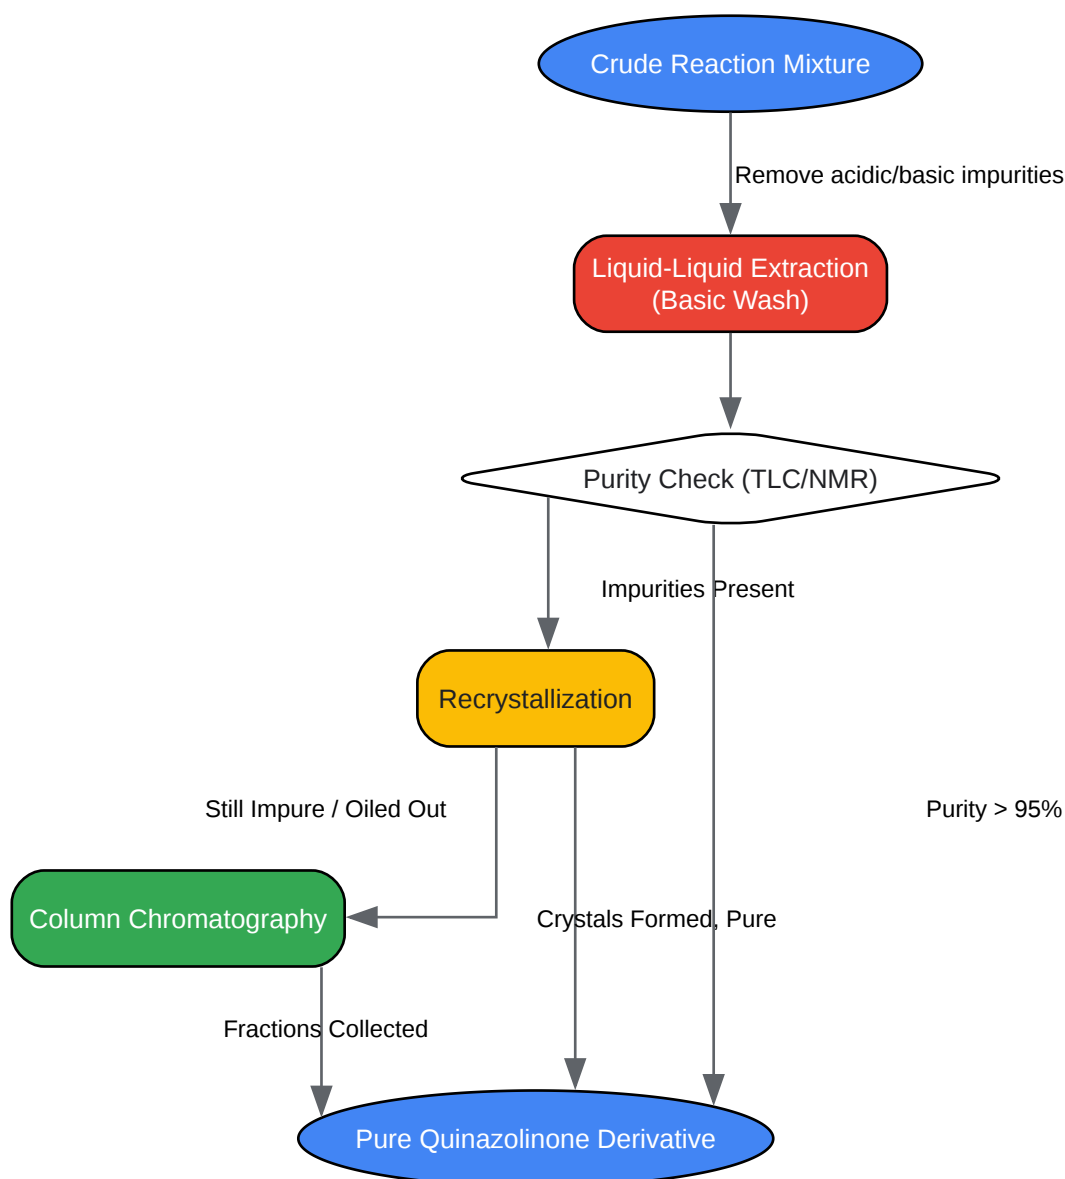 Crude Reaction Mixture
Remove acidic/basic impurities
Liquid-Liquid Extraction
(Basic Wash)
Purity Check (TLC/NMR)
Impurities Present
Recrystallization
Still Impure / Oiled Out
Purity > 95%
Column Chromatography
Crystals Formed, Pure
Fractions Collected
Pure Quinazolinone Derivative